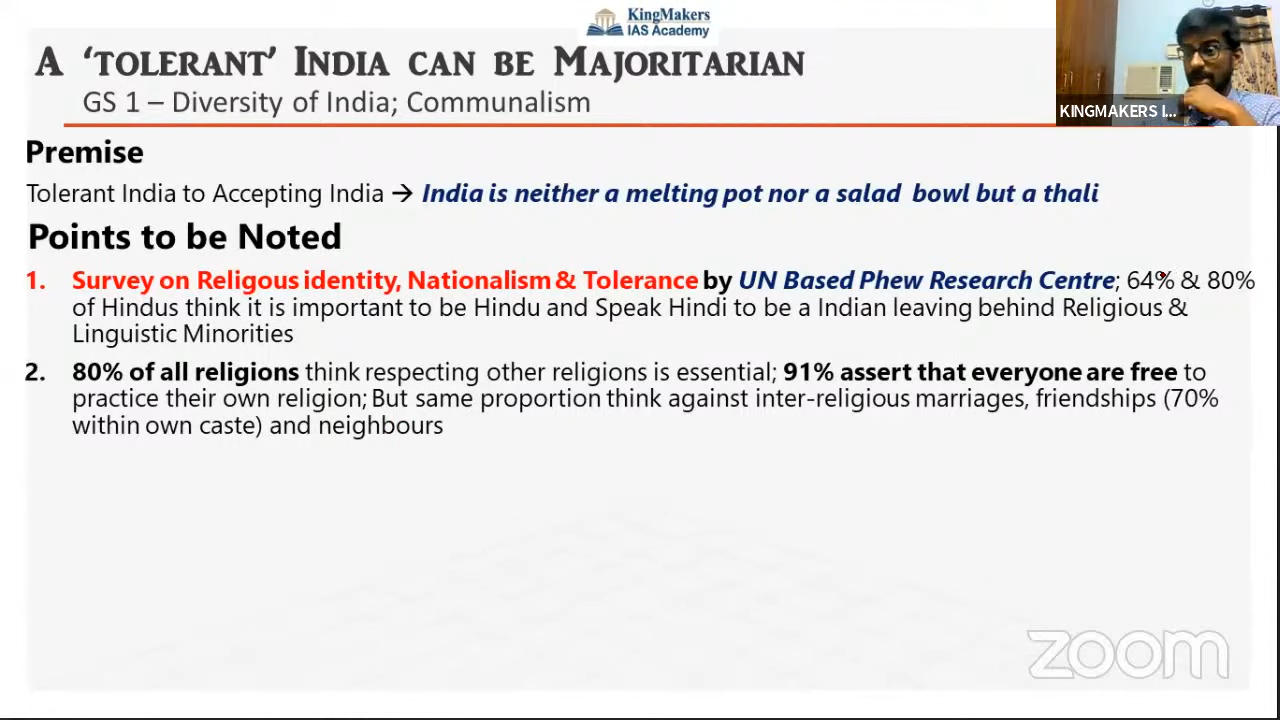 KingMakers
IAS Academy
A ‘tolerant’ India can be Majoritarian
GS 1 – Diversity of India; Communalism
KINGMAKERS I...
Premise
Tolerant India to Accepting India → India is neither a melting pot nor a salad bowl but a thali
Points to be Noted
1. Survey on Religous identity, Nationalism & Tolerance by UN Based Phew Research Centre; 64% & 80%
of Hindus think it is important to be Hindu and Speak Hindi to be a Indian leaving behind Religious &
Linguistic Minorities
2. 80% of all religions think respecting other religions is essential; 91% assert that everyone are free to
practice their own religion; But same proportion think against inter-religious marriages, friendships (70%
within own caste) and neighbours
zoom